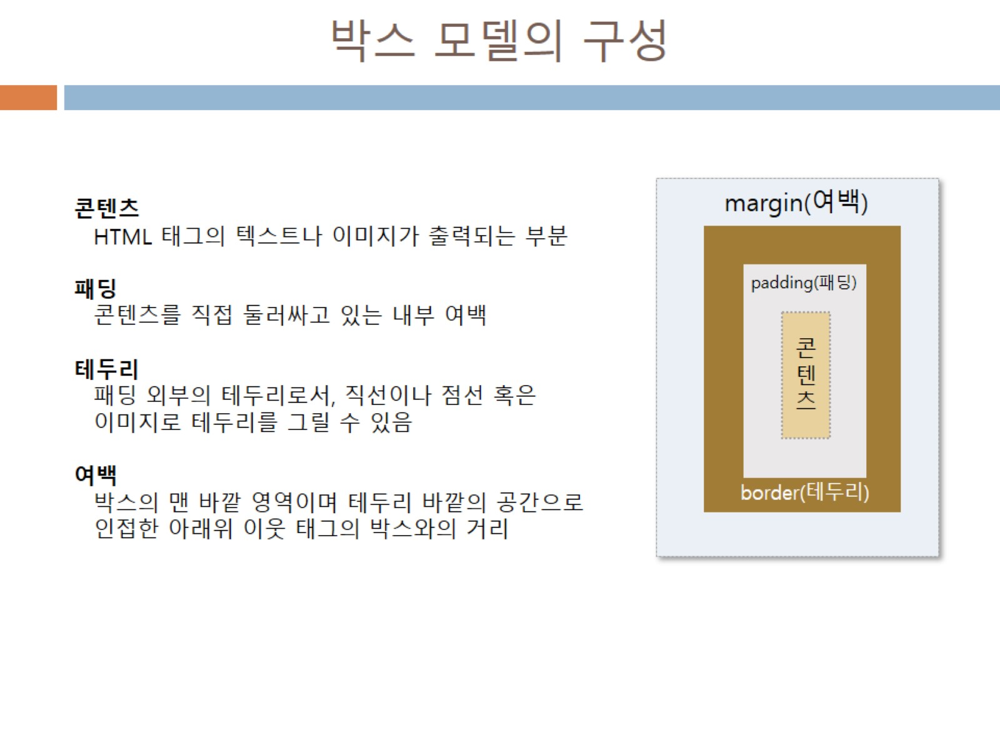 박스 모델의 구성
콘텐츠
HTML 태그의 텍스트나 이미지가 출력되는 부분
패딩
콘텐츠를 직접 둘러싸고 있는 내부 여백
테두리
패딩 외부의 테두리로서, 직선이나 점선 혹은
이미지로 테두리를 그릴 수 있음
여백
박스의 맨 바깥 영역이며 테두리 바깥의 공간으로
인접한 아래위 이웃 태그의 박스와의 거리
margin(여백)
padding(패딩)
콘
텐
츠
border(테두리)